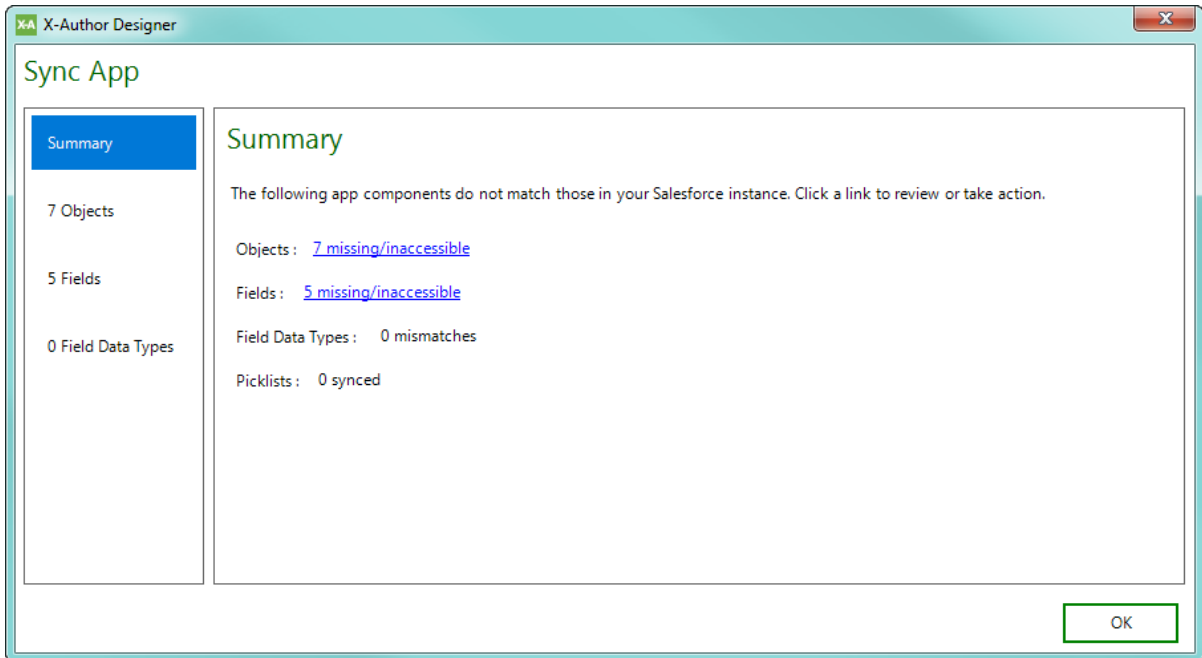 X-A X-Author Designer
x
Sync App
Summary
7 Objects
5 Fields
0 Field Data Types
Summary
The following app components do not match those in your Salesforce instance. Click a link to review or take action.
Objects : 7 missing/inaccessible
Fields : 5 missing/inaccessible
Field Data Types : 0 mismatches
Picklists : 0 synced
OK